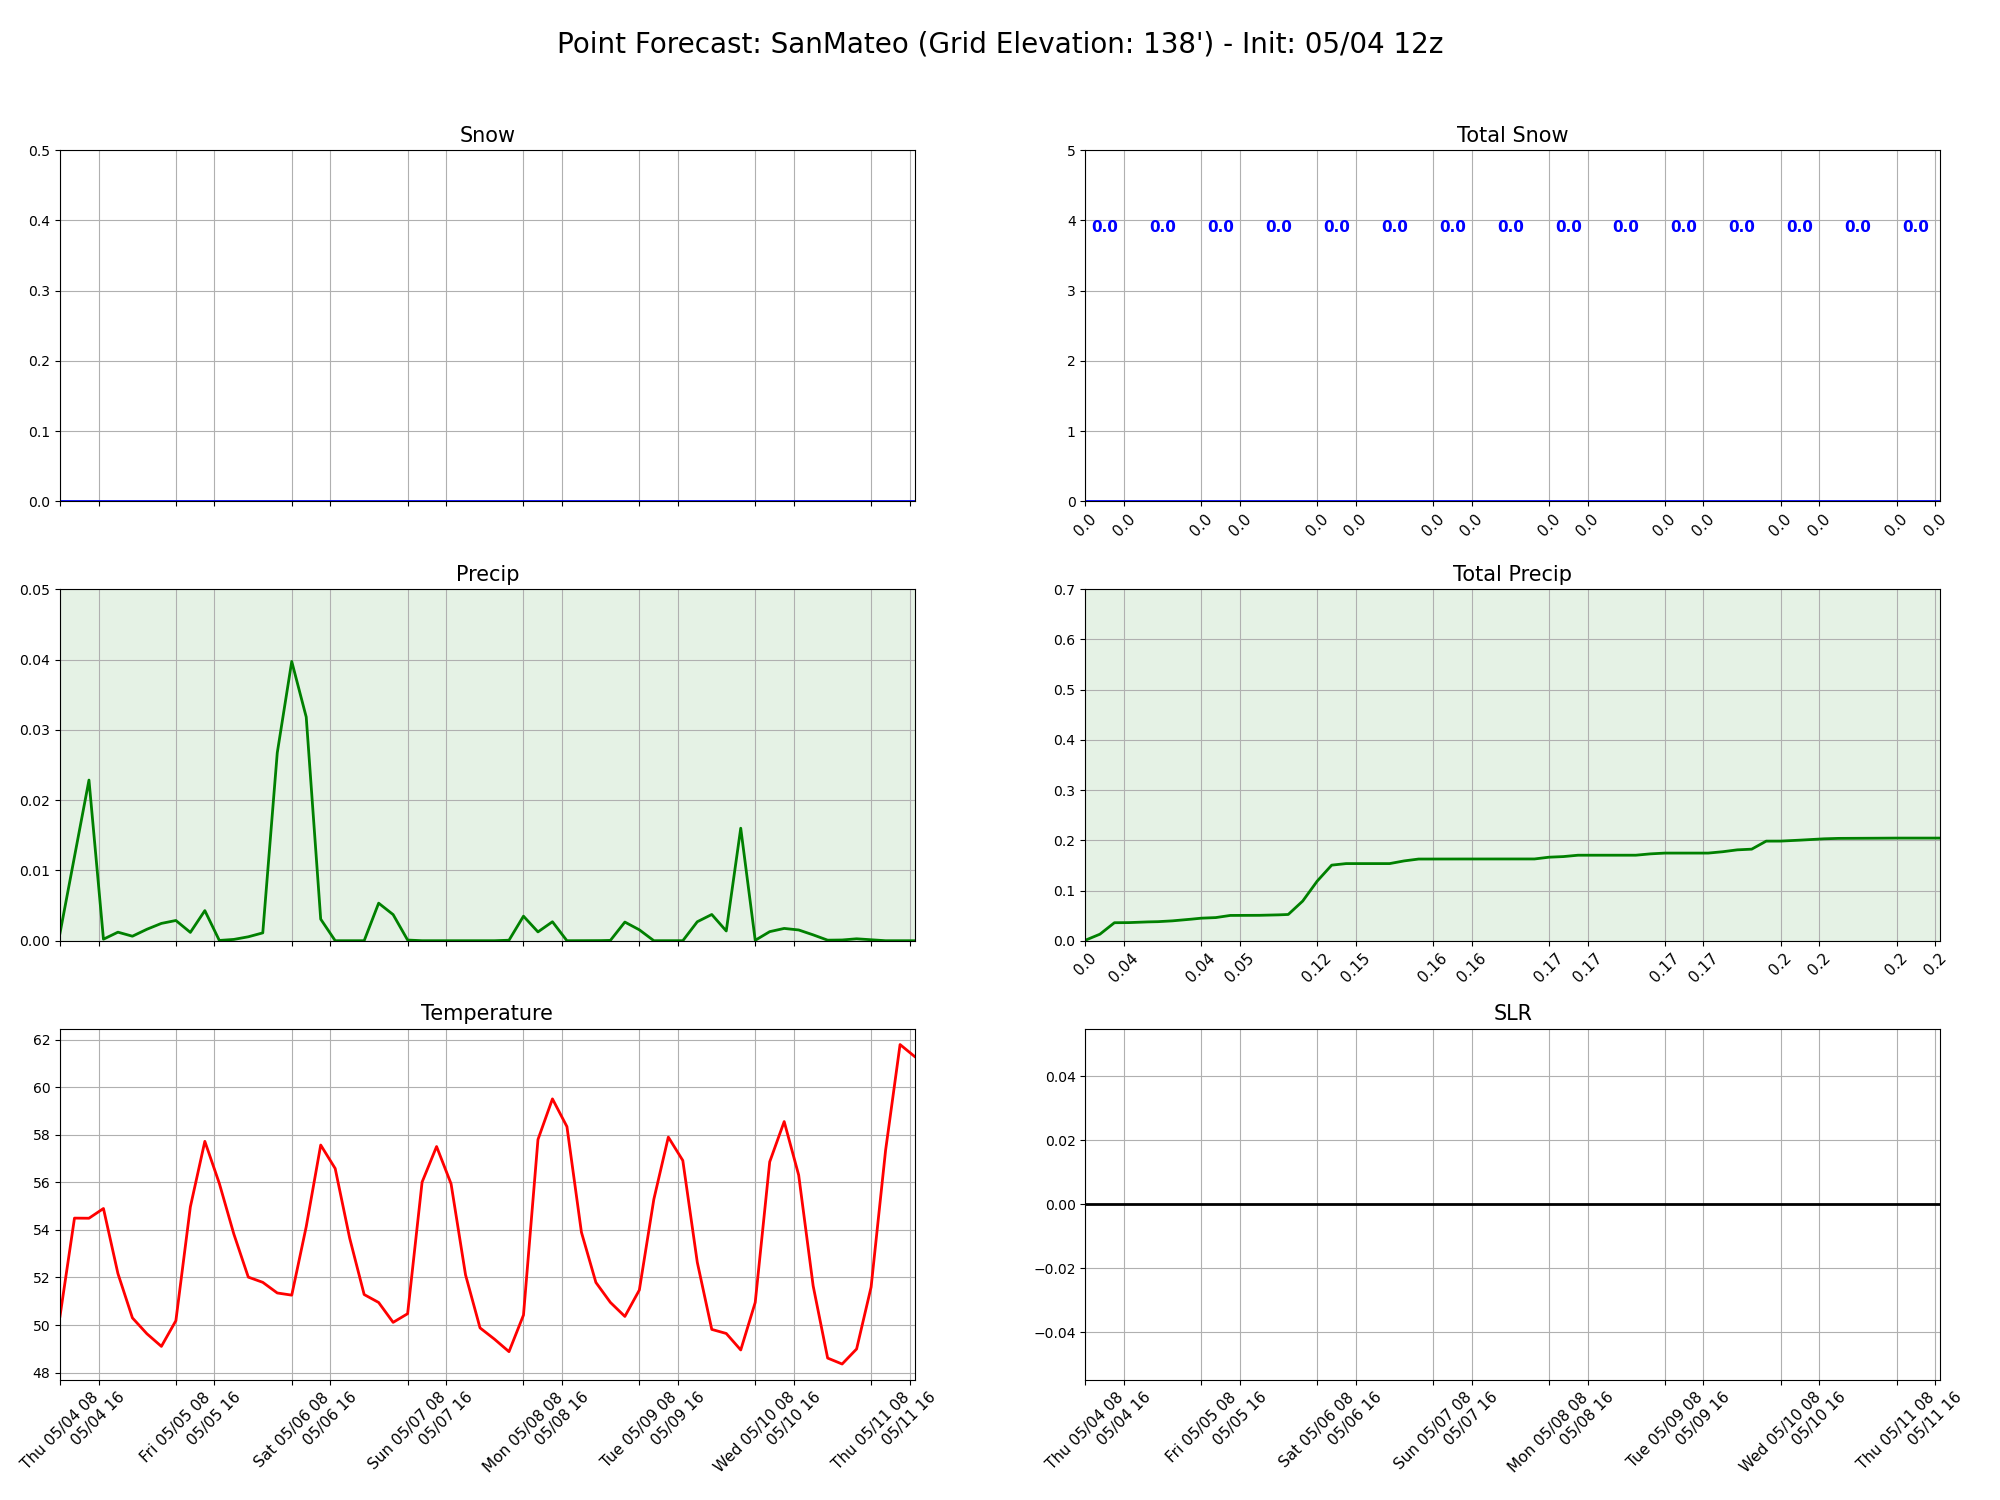 Point Forecast: SanMateo (Grid Elevation: 138') - Init: 05/04 12z
Snow
0.5
0.4
0.3
0.2
0.1
0.0
Total Snow
5
4
3
2
1
0
0.0 0.0 0.0 0.0 0.0 0.0 0.0 0.0 0.0 0.0 0.0 0.0 0.0 0.0 0.0
0.0 0.0 0.0 0.0 0.0 0.0 0.0 0.0 0.0 0.0 0.0 0.0 0.0 0.0 0.0 0.0
Precip
0.05
0.04
0.03
0.02
0.01
0.00
Total Precip
0.7
0.6
0.5
0.4
0.3
0.2
0.1
0.0
0.0 0.04 0.04 0.05 0.12 0.15 0.16 0.16 0.17 0.17 0.17 0.17 0.2 0.2 0.2 0.2
Temperature
62
60
58
56
54
52
50
48
Thu 05/04 08
05/04 16
Fri 05/05 08
05/05 16
Sat 05/06 08
05/06 16
Sun 05/07 08
05/07 16
Mon 05/08 08
05/08 16
Tue 05/09 08
05/09 16
Wed 05/10 08
05/10 16
Thu 05/11 08
05/11 16
SLR
0.04
0.02
0.00
−0.02
−0.04
Thu 05/04 08
05/04 16
Fri 05/05 08
05/05 16
Sat 05/06 08
05/06 16
Sun 05/07 08
05/07 16
Mon 05/08 08
05/08 16
Tue 05/09 08
05/09 16
Wed 05/10 08
05/10 16
Thu 05/11 08
05/11 16